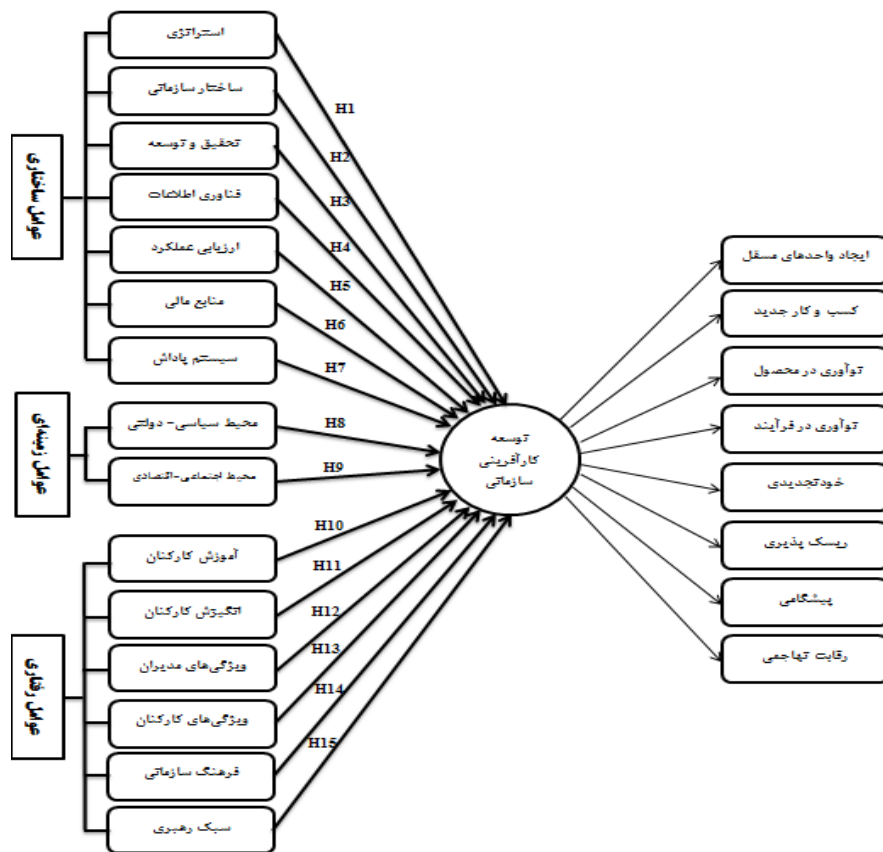 عوامل ساختاری
استراتژی
ساختار سازمانی
تحقیق و توسعه
فناوری اطلاعات
ارزیابی عملکرد
منابع مالی
سیستم پاداش
عوامل زمینه‌ای
محیط سیاسی- دولتی
محیط اجتماعی-اقتصادی
عوامل رفتاری
آموزش کارکنان
انگیزش کارکنان
ویژگی‌های مدیران
ویژگی‌های کارکنان
فرهنگ سازمانی
سبک رهبری
H1
H2
H3
H4
H5
H6
H7
H8
H9
H10
H11
H12
H13
H14
H15
توسعه
کارآفرینی
سازمانی
ایجاد واحدهای مسقل
کسب و کار جدید
نوآوری در محصول
نوآوری در فرآیند
خودتجدیدی
ریسک پذیری
پیشگامی
رقابت تهاجمی